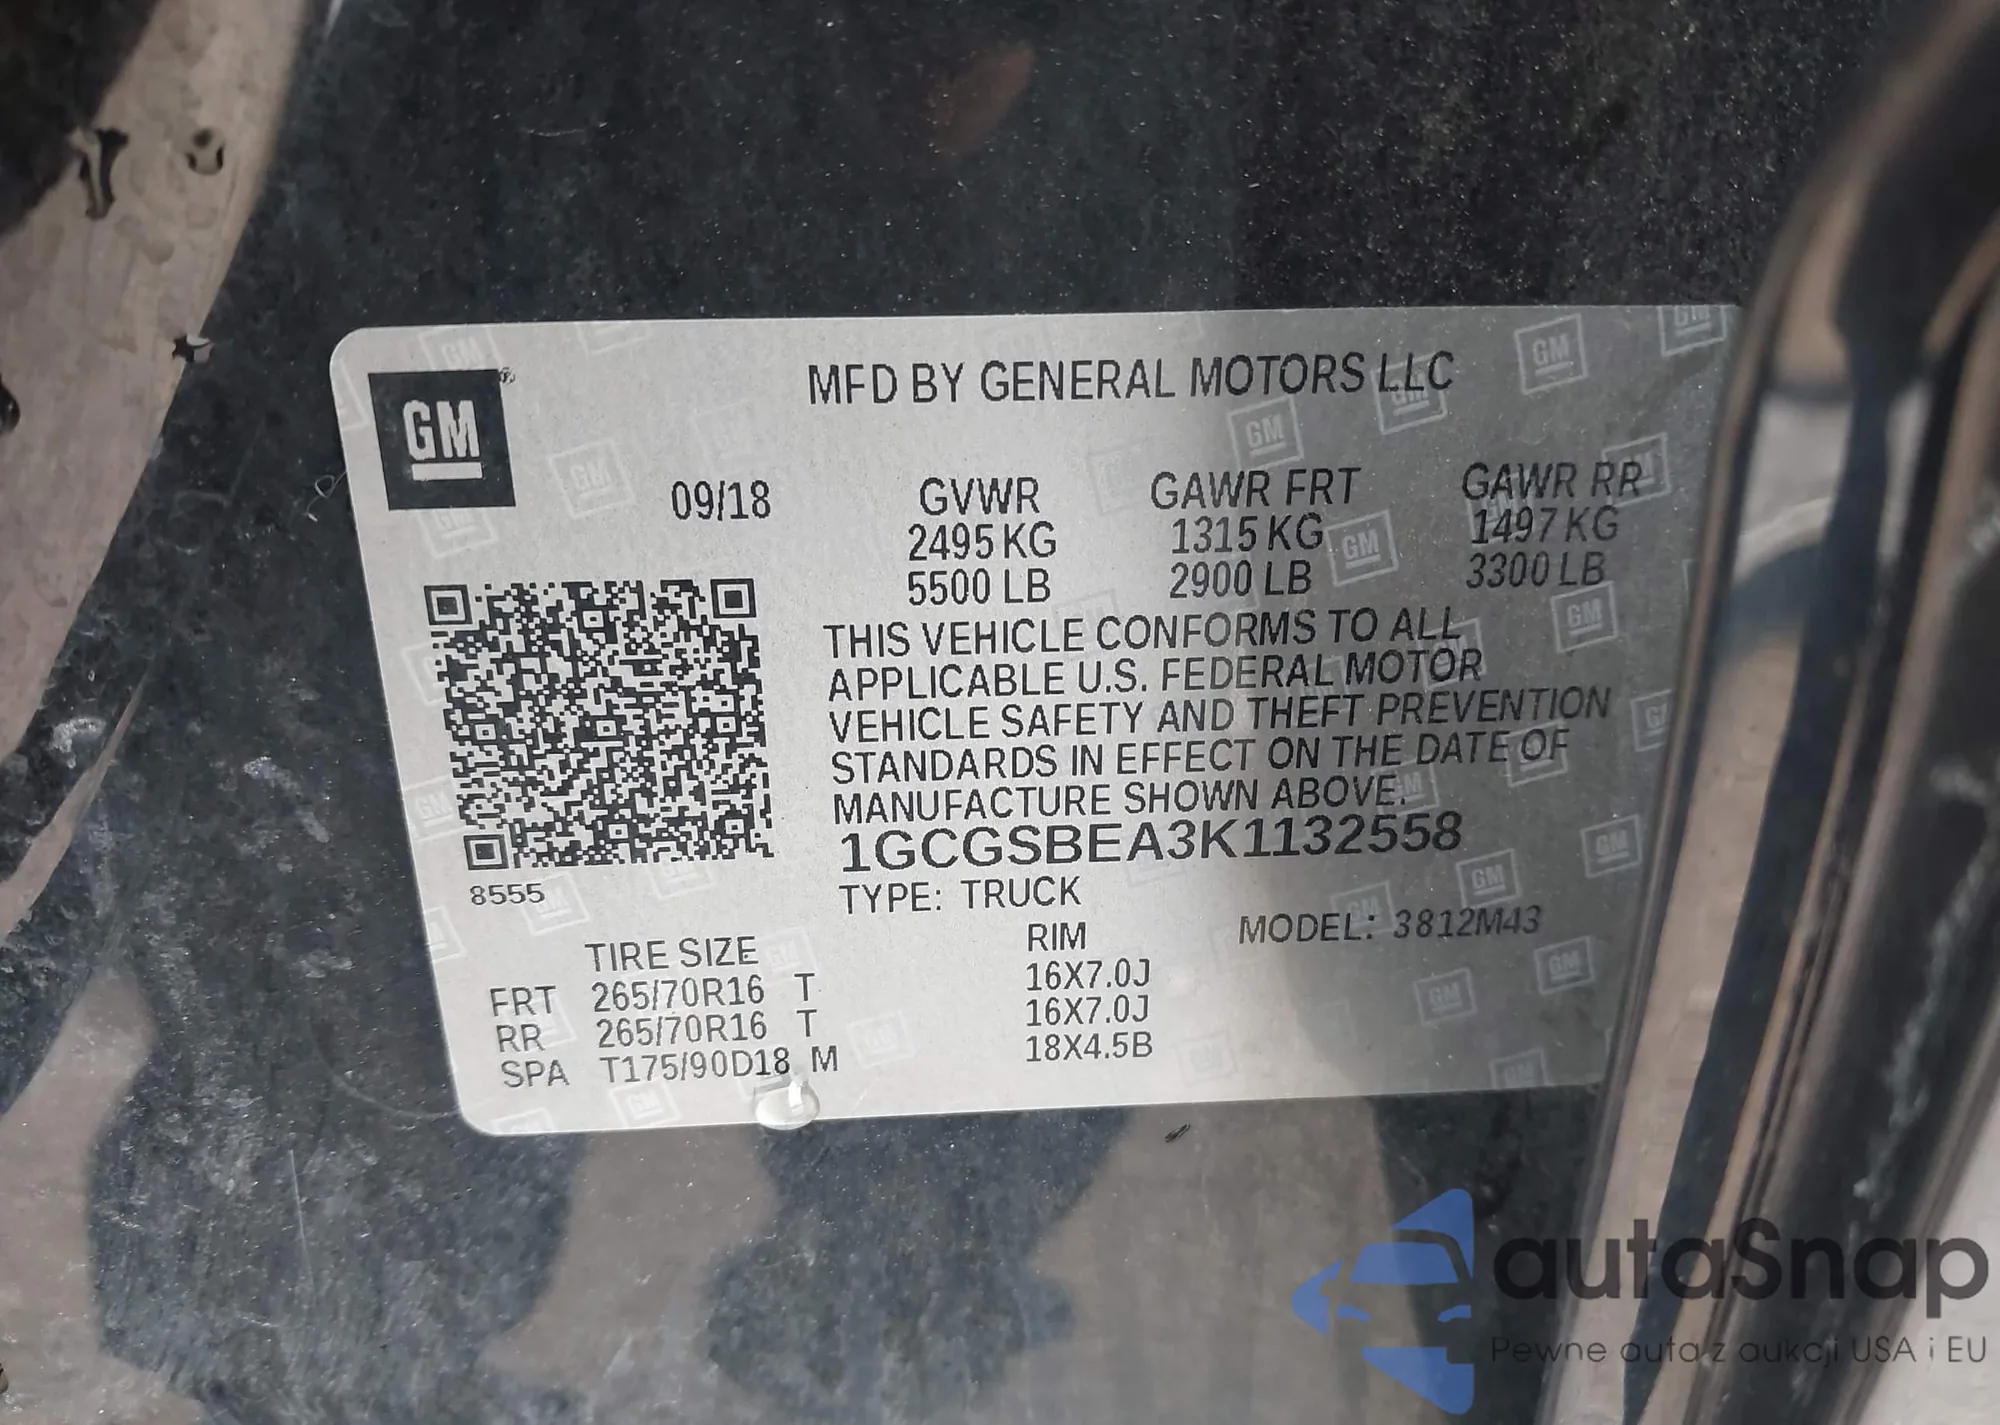 GM ®
MFD BY GENERAL MOTORS LLC
09/18 GVWR GAWR FRT GAWR RR
2495 KG 1315 KG 1497 KG
5500 LB 2900 LB 3300 LB
THIS VEHICLE CONFORMS TO ALL
APPLICABLE U.S. FEDERAL MOTOR
VEHICLE SAFETY AND THEFT PREVENTION
STANDARDS IN EFFECT ON THE DATE OF
MANUFACTURE SHOWN ABOVE.
1GCGSBEA3K1132558
8555
TYPE: TRUCK
MODEL: 3812M43
TIRE SIZE RIM
FRT 265/70R16 T 16X7.0J
RR 265/70R16 T 16X7.0J
SPA T175/90D18 M 18X4.5B
autaSnap
Pewne auta z aukcji USA i EU